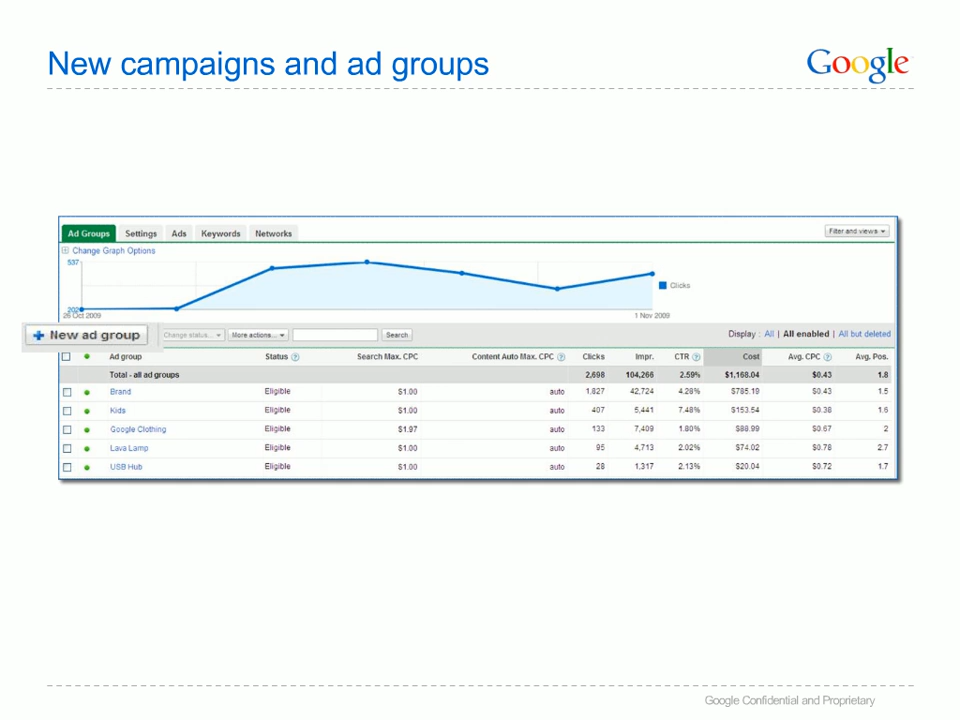 New campaigns and ad groups
Google
Ad Groups Settings Ads Keywords Networks Filter and views
Change Graph Options
537
Clicks
202
26 Oct 2009 1 Nov 2009
New ad group Change status... More actions... Search Display : All | All enabled | All but deleted
Ad group Status Search Max. CPC Content Auto Max. CPC Clicks Impr. CTR Cost Avg. CPC Avg. Pos.
Total - all ad groups 2,698 104,266 2.59% $1,168.04 $0.43 1.8
Brand Eligible $1.00 auto 1,827 42,724 4.28% $785.19 $0.43 1.5
Kids Eligible $1.00 auto 407 5,441 7.48% $153.54 $0.38 1.6
Google Clothing Eligible $1.97 auto 133 7,409 1.80% $88.99 $0.67 2
Lava Lamp Eligible $1.00 auto 95 4,713 2.02% $74.02 $0.78 2.7
USB Hub Eligible $1.00 auto 28 1,317 2.13% $20.04 $0.72 1.7
Google Confidential and Proprietary